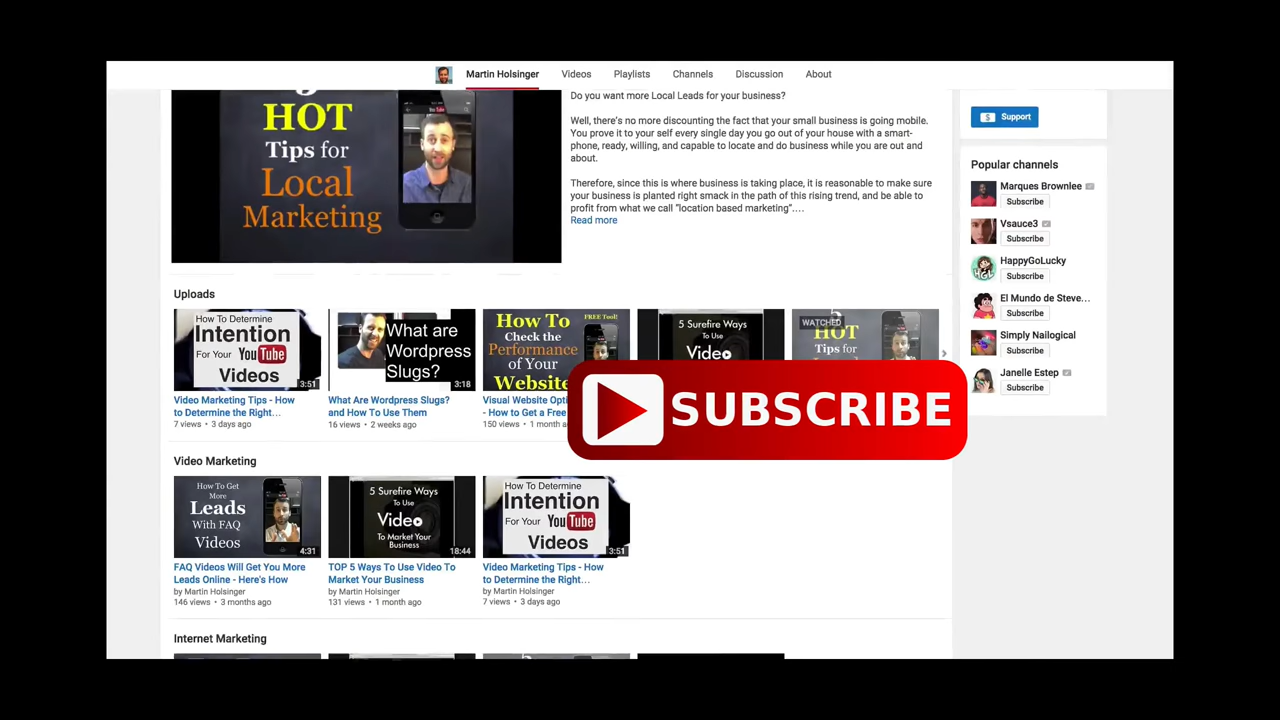 Martin Holsinger Videos Playlists Channels Discussion About
HOT
Tips for
Local
Marketing
Do you want more Local Leads for your business?
Well, there's no more discounting the fact that your small business is going mobile.
You prove it to your self every single day you go out of your house with a smart-
phone, ready, willing, and capable to locate and do business while you are out and
about.
Therefore, since this is where business is taking place, it is reasonable to make sure
your business is planted right smack in the path of this rising trend, and be able to
profit from what we call "location based marketing"....
Read more
$ Support
Popular channels
Marques Brownlee
Subscribe
Vsauce3
Subscribe
HappyGoLucky
Subscribe
El Mundo de Steve...
Subscribe
Simply Nailogical
Subscribe
Janelle Estep
Subscribe
Uploads
How To Determine
Intention
For Your YouTube
Videos
3:51
Video Marketing Tips - How
to Determine the Right...
7 views • 3 days ago
What are
Wordpress
Slugs?
3:18
What Are Wordpress Slugs?
and How To Use Them
16 views • 2 weeks ago
How To
FREE Tool!
Check the
Performance
of Your
Website
Visual Website Opti
- How to Get a Free
150 views • 1 month a
5 Surefire Ways
To Use
Video
WATCHED
5
HOT
Tips for
SUBSCRIBE
Video Marketing
How To Get
More
Leads
With FAQ
Videos
4:31
FAQ Videos Will Get You More
Leads Online - Here's How
by Martin Holsinger
146 views • 3 months ago
5 Surefire Ways
To Use
Video
To Market Your
Business
18:44
TOP 5 Ways To Use Video To
Market Your Business
by Martin Holsinger
131 views • 1 month ago
How To Determine
Intention
For Your YouTube
Videos
3:51
Video Marketing Tips - How
to Determine the Right...
by Martin Holsinger
7 views • 3 days ago
Internet Marketing